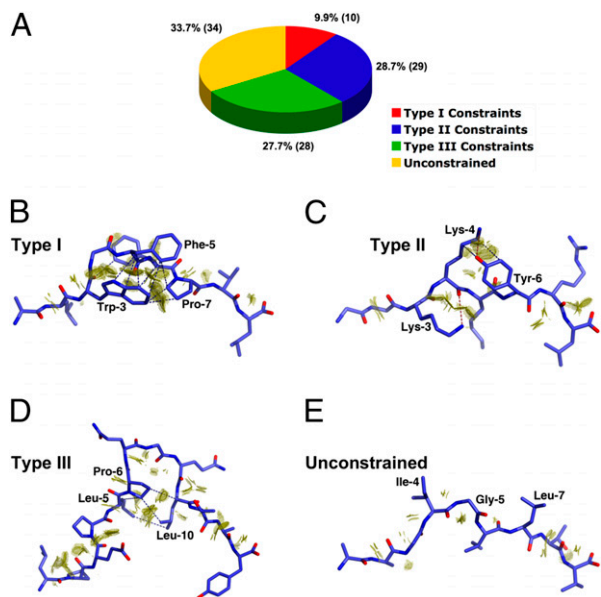 A
33.7% (34)
9.9% (10)
28.7% (29)
27.7% (28)
Type I Constraints
Type II Constraints
Type III Constraints
Unconstrained
B
Type I
Phe-5
Trp-3
Pro-7
C
Type II
Lys-4
Tyr-6
Lys-3
D
Type III
Pro-6
Leu-5
Leu-10
E
Unconstrained
Ile-4
Gly-5
Leu-7